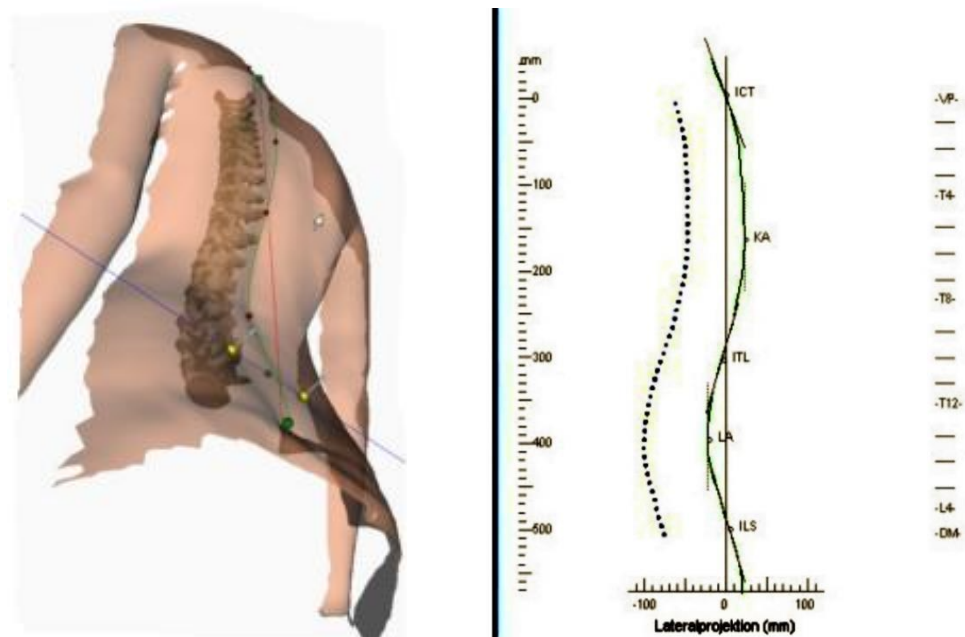 mm
ICT
0
-VP-
100
-T4-
KA
200
-T8-
300
ITL
-T12-
400
LA
-L4-
ILS
500
-DM-
-100
0
100
Lateralprojektion (mm)